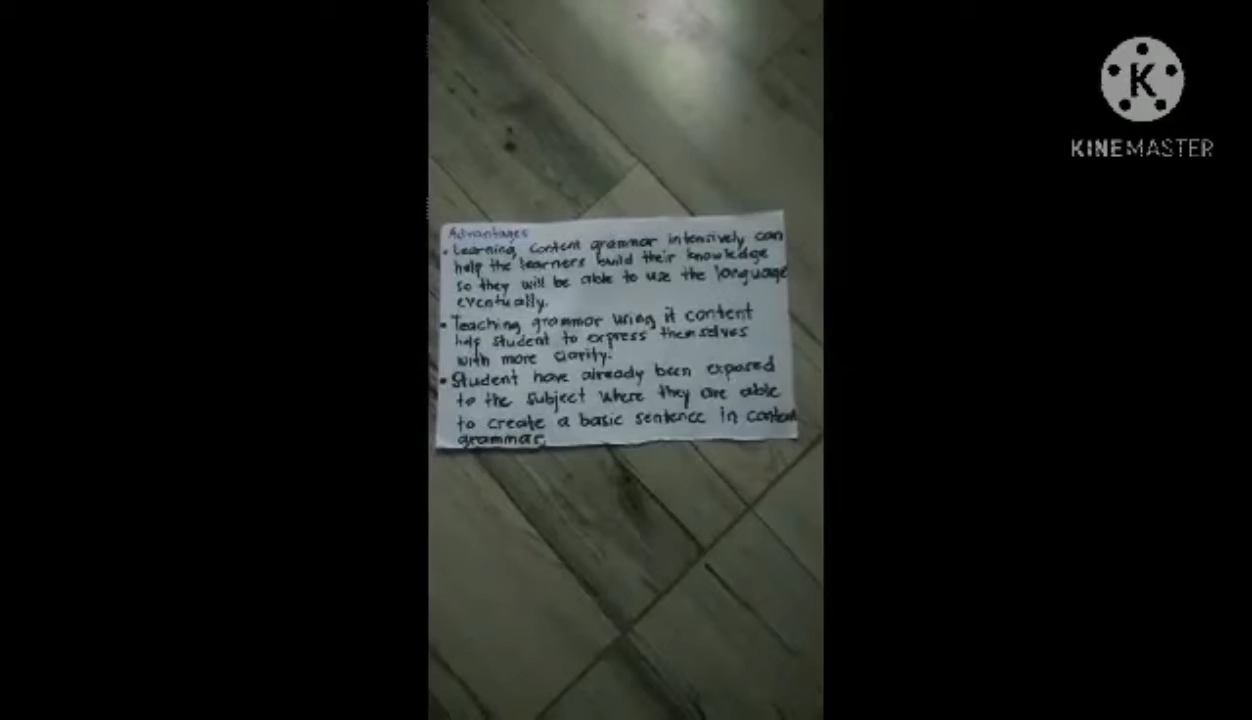 Advantages
• Learning content grammar intensively can
help the learners build their knowledge
so they will be able to use the language
eventually.
• Teaching grammar using it content
help student to express themselves
with more clarity.
• Student have already been exposed
to the subject where they are able
to create a basic sentence in content
grammar.
K
KINEMASTER